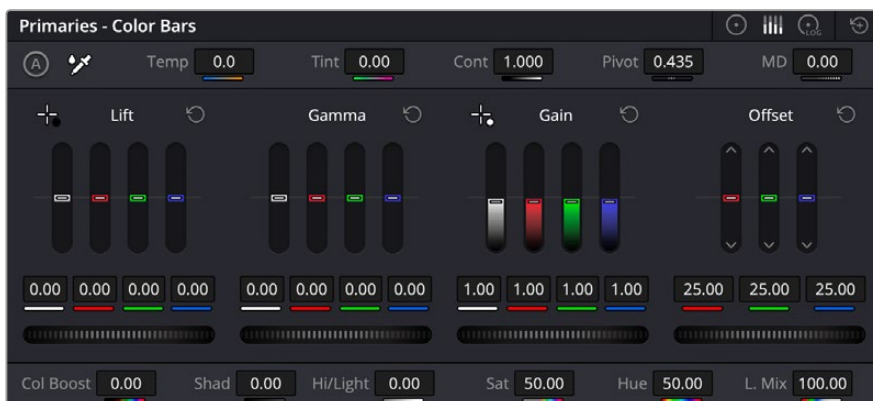 Primaries - Color Bars
LOG
A Temp 0.0 Tint 0.00 Cont 1.000 Pivot 0.435 MD 0.00
Lift Gamma Gain Offset
0.00 0.00 0.00 0.00 0.00 0.00 0.00 0.00 1.00 1.00 1.00 1.00 25.00 25.00 25.00
Col Boost 0.00 Shad 0.00 Hi/Light 0.00 Sat 50.00 Hue 50.00 L. Mix 100.00